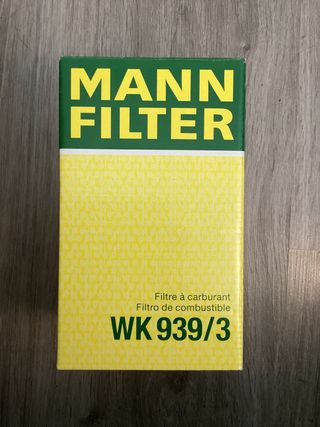 MANN
FILTER
Filtre à carburant
Filtro de combustible
WK 939/3